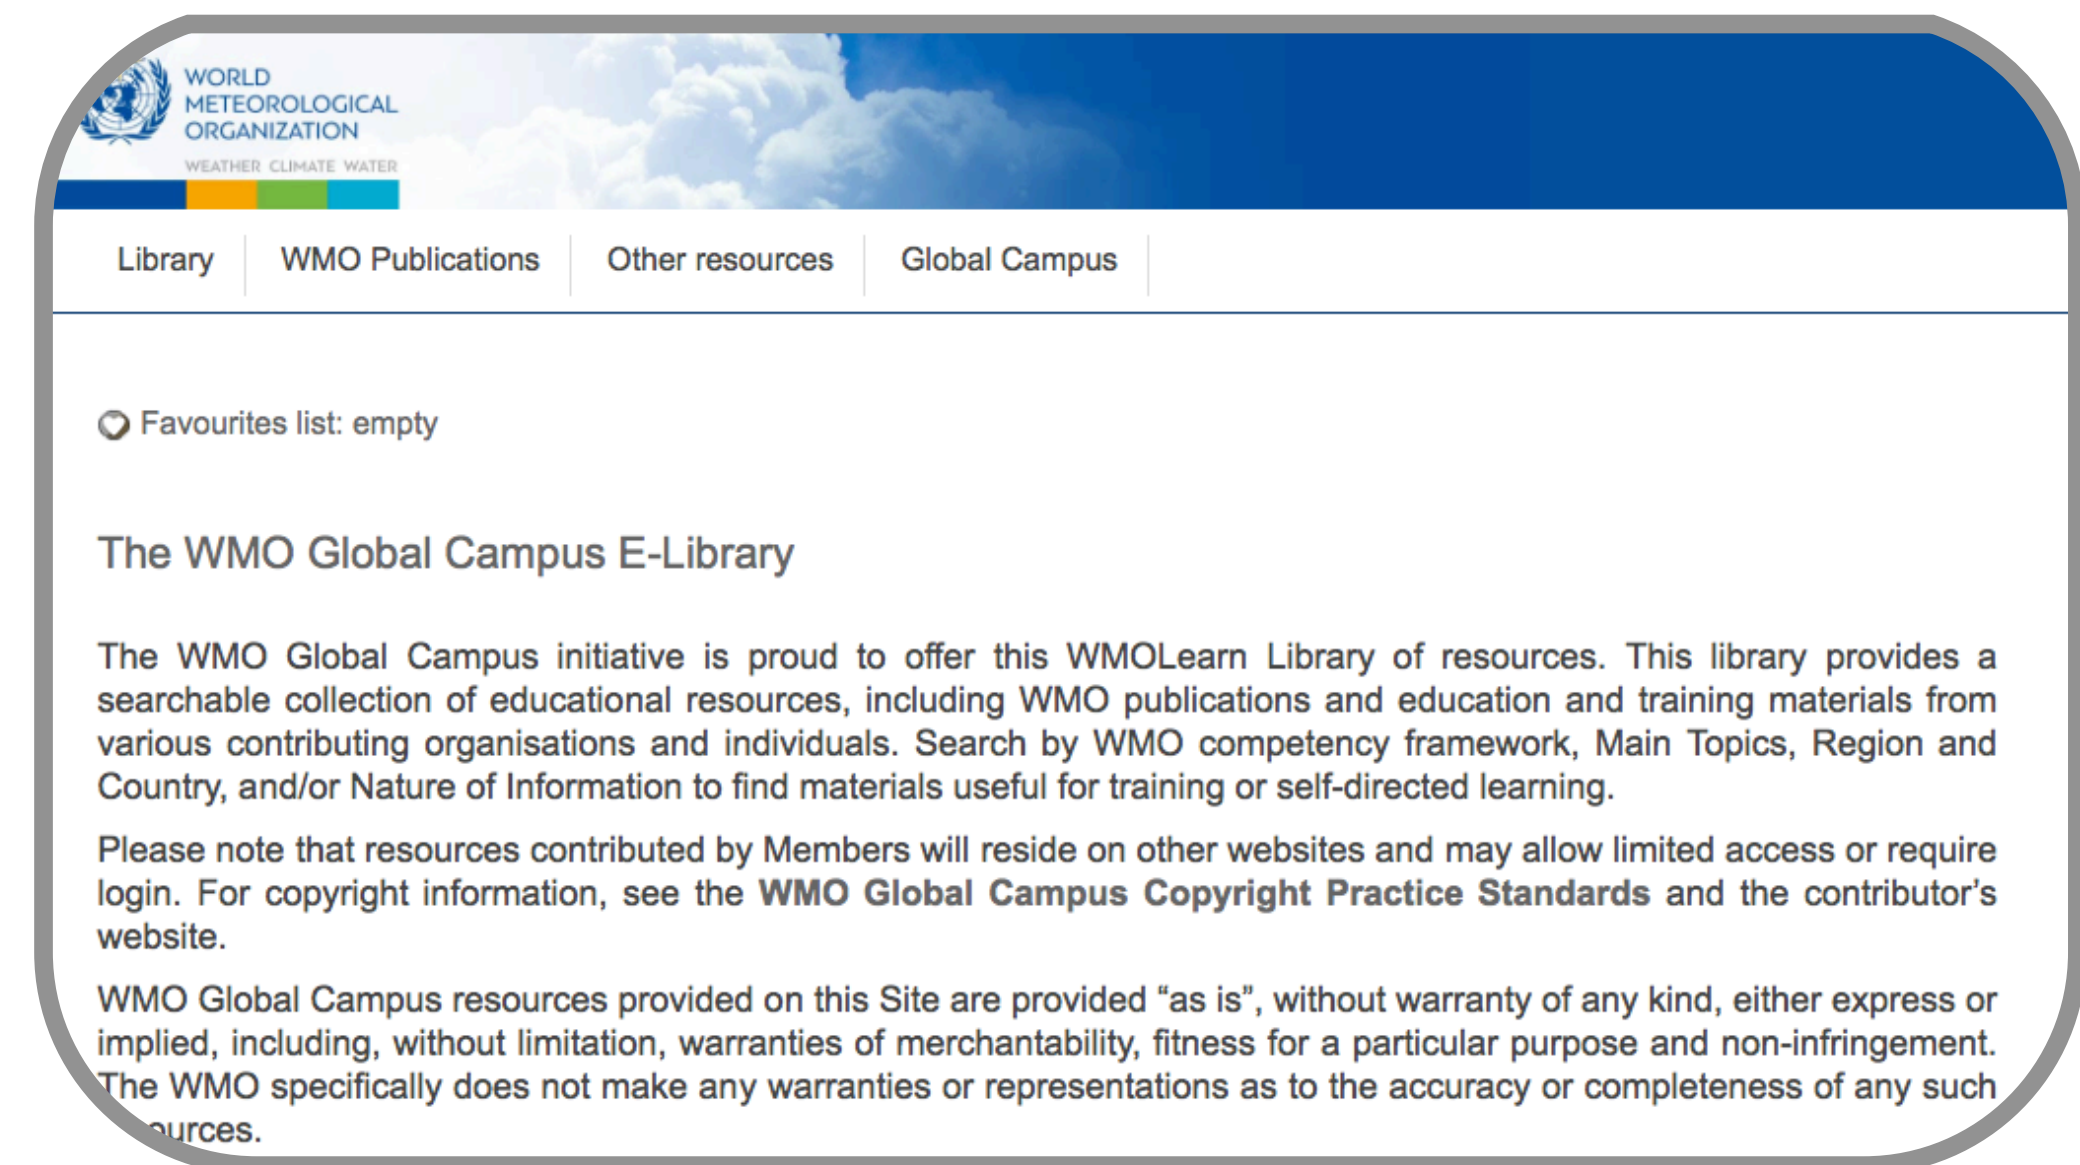 WORLD
METEOROLOGICAL
ORGANIZATION
WEATHER CLIMATE WATER
Library WMO Publications Other resources Global Campus
Favourites list: empty
The WMO Global Campus E-Library
The WMO Global Campus initiative is proud to offer this WMOLearn Library of resources. This library provides a
searchable collection of educational resources, including WMO publications and education and training materials from
various contributing organisations and individuals. Search by WMO competency framework, Main Topics, Region and
Country, and/or Nature of Information to find materials useful for training or self-directed learning.
Please note that resources contributed by Members will reside on other websites and may allow limited access or require
login. For copyright information, see the WMO Global Campus Copyright Practice Standards and the contributor’s
website.
WMO Global Campus resources provided on this Site are provided “as is”, without warranty of any kind, either express or
implied, including, without limitation, warranties of merchantability, fitness for a particular purpose and non-infringement.
The WMO specifically does not make any warranties or representations as to the accuracy or completeness of any such